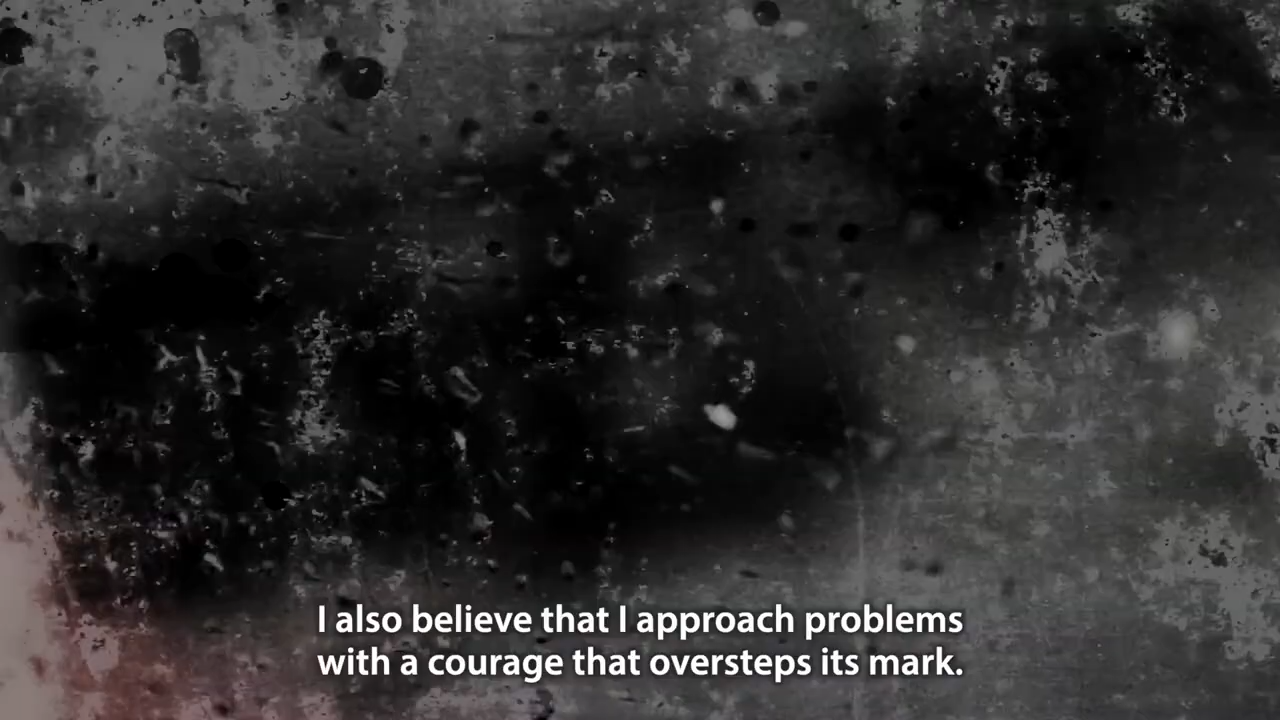 I also believe that I approach problems
with a courage that oversteps its mark.